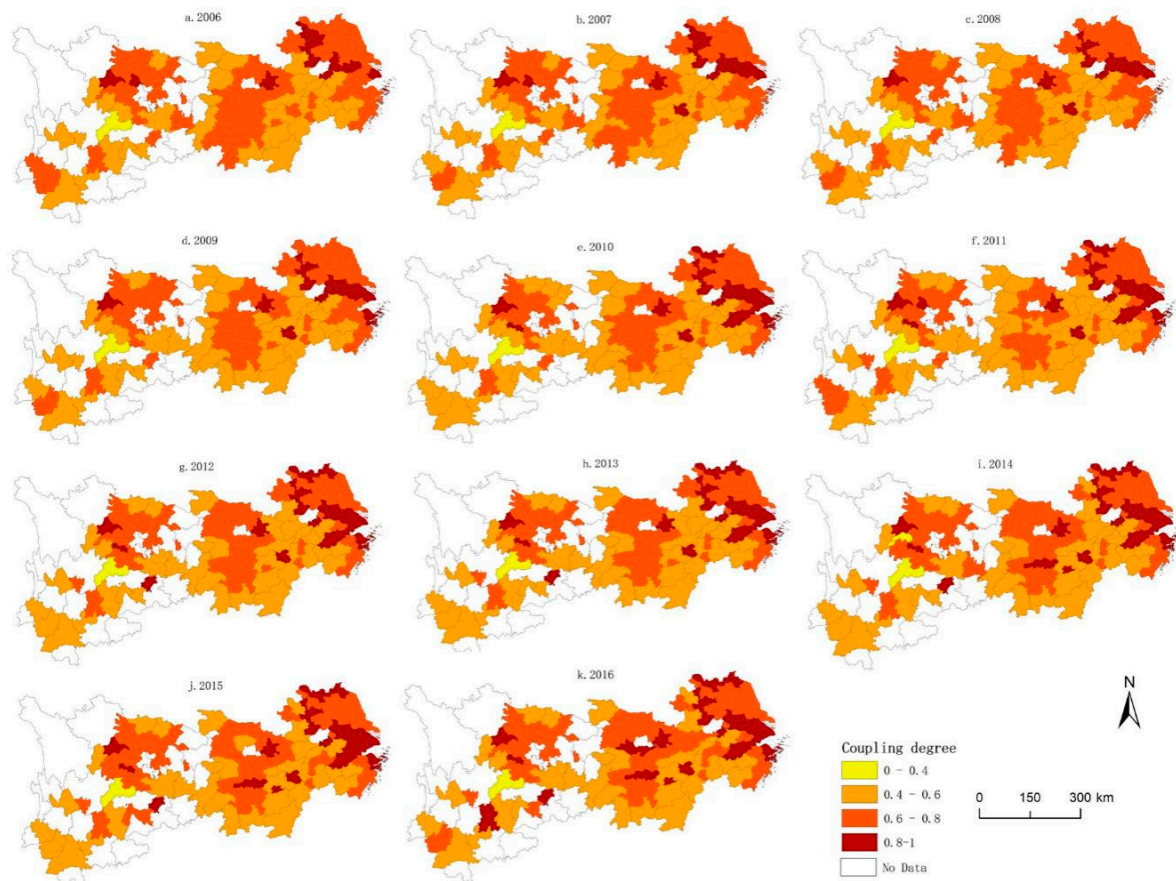 a. 2006
b. 2007
c. 2008
d. 2009
e. 2010
f. 2011
g. 2012
h. 2013
i. 2014
j. 2015
k. 2016
N
Coupling degree
0 - 0.4
0.4 - 0.6
0.6 - 0.8
0.8-1
No Data
0 150 300 km